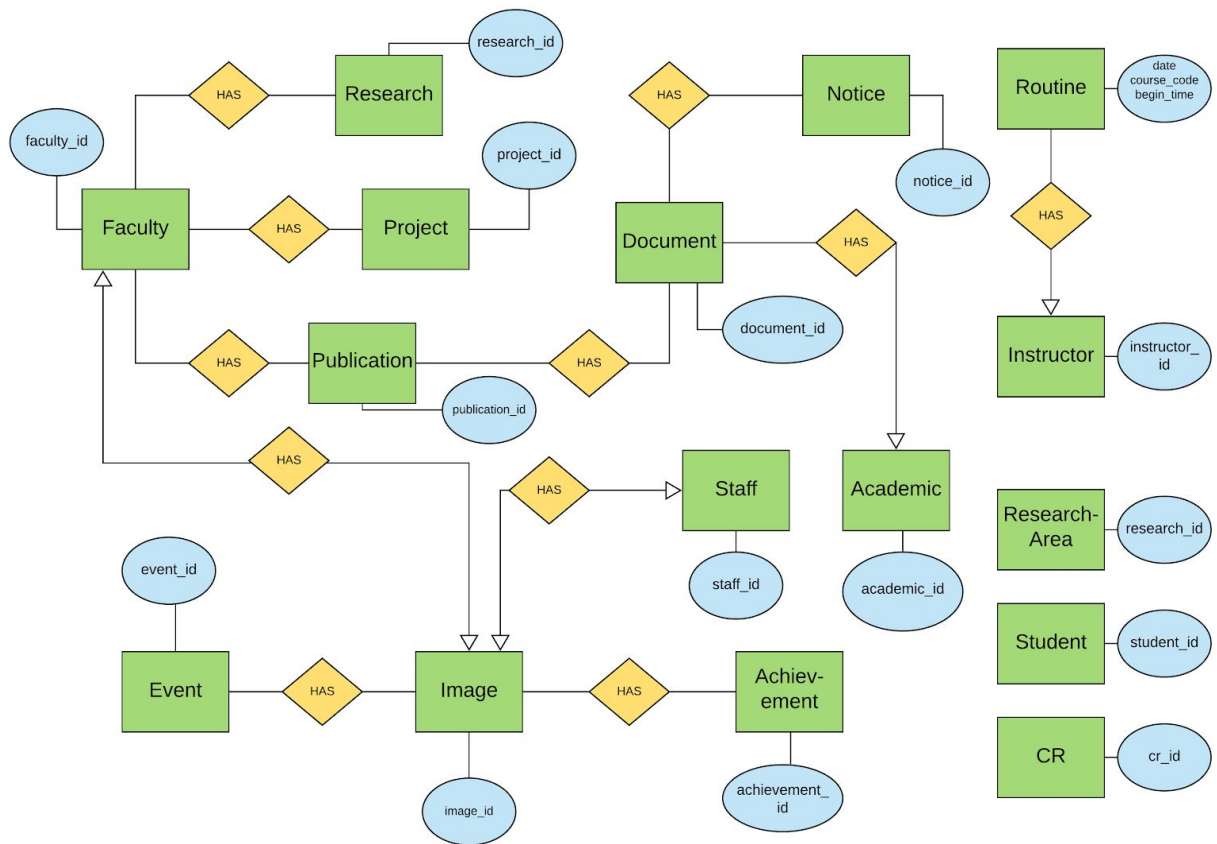 research_id
HAS
Research
HAS
Notice
Routine
date
course_code
begin_time
faculty_id
project_id
notice_id
Faculty
HAS
Project
Document
HAS
HAS
document_id
HAS
Publication
HAS
Instructor
instructor_
id
publication_id
HAS
HAS
Staff
Academic
Research-
Area
research_id
event_id
staff_id
academic_id
Student
student_id
Event
HAS
Image
HAS
Achiev-
ement
CR
cr_id
image_id
achievement_
id